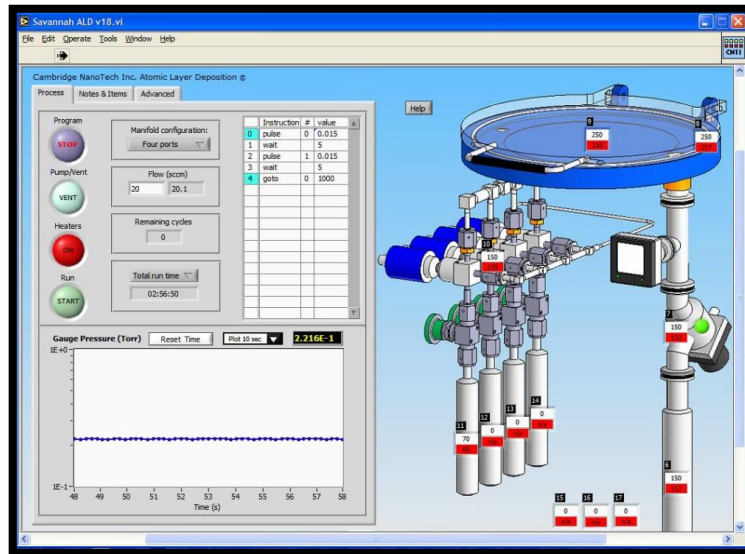 Savannah ALD v18.vi
File Edit Operate Tools Window Help
CNTI
Cambridge NanoTech Inc. Atomic Layer Deposition ©
Process Notes & Items Advanced
Help
Program
STOP
Pump/Vent
VENT
Heaters
ON
Run
START
Manifold configuration:
Four ports
Flow (sccm)
20 20.1
Remaining cycles
0
Total run time
02:56:50
Instruction # value
0 pulse 0 0.015
1 wait 5
2 pulse 1 0.015
3 wait 5
4 goto 0 1000
Gauge Pressure (Torr) Reset Time Plot 10 sec 2.216E-1
1E+0
1E-1
48 49 50 51 52 53 54 55 56 57 58
Time (s)
9
250
8
250
10
150
7
150
11
70
12
0
n/a
13
0
n/a
14
0
n/a
6
150
15 16 17
0 0 0
n/a n/a n/a